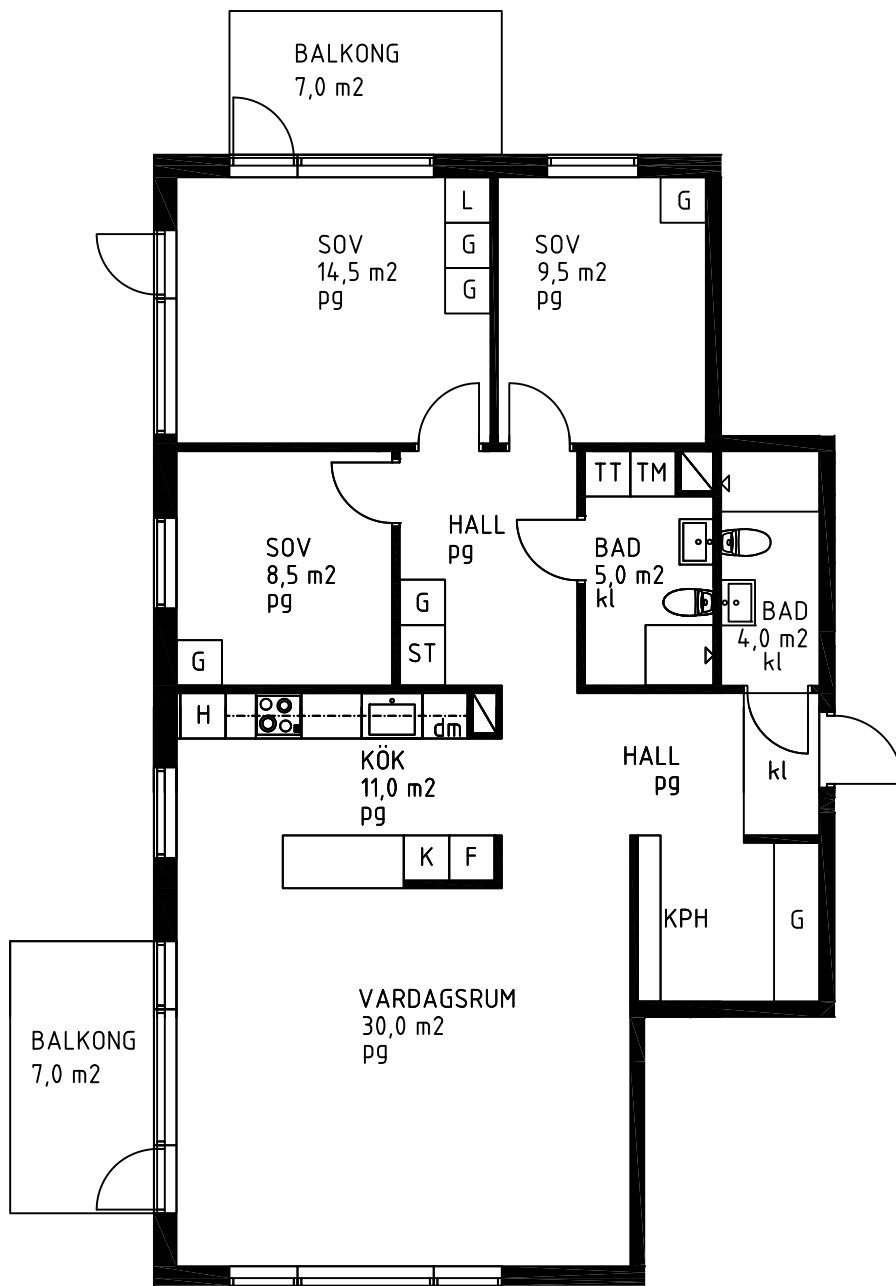 BALKONG
7,0 m2
L
G
G
G
SOV
14,5 m2
pg
SOV
9,5 m2
pg
TT
TM
HALL
pg
SOV
8,5 m2
pg
BAD
5,0 m2
kl
BAD
4,0 m2
kl
G
ST
G
H
dm
KÖK
11,0 m2
pg
HALL
pg
kl
K
F
KPH
G
VARDAGSRUM
30,0 m2
pg
BALKONG
7,0 m2